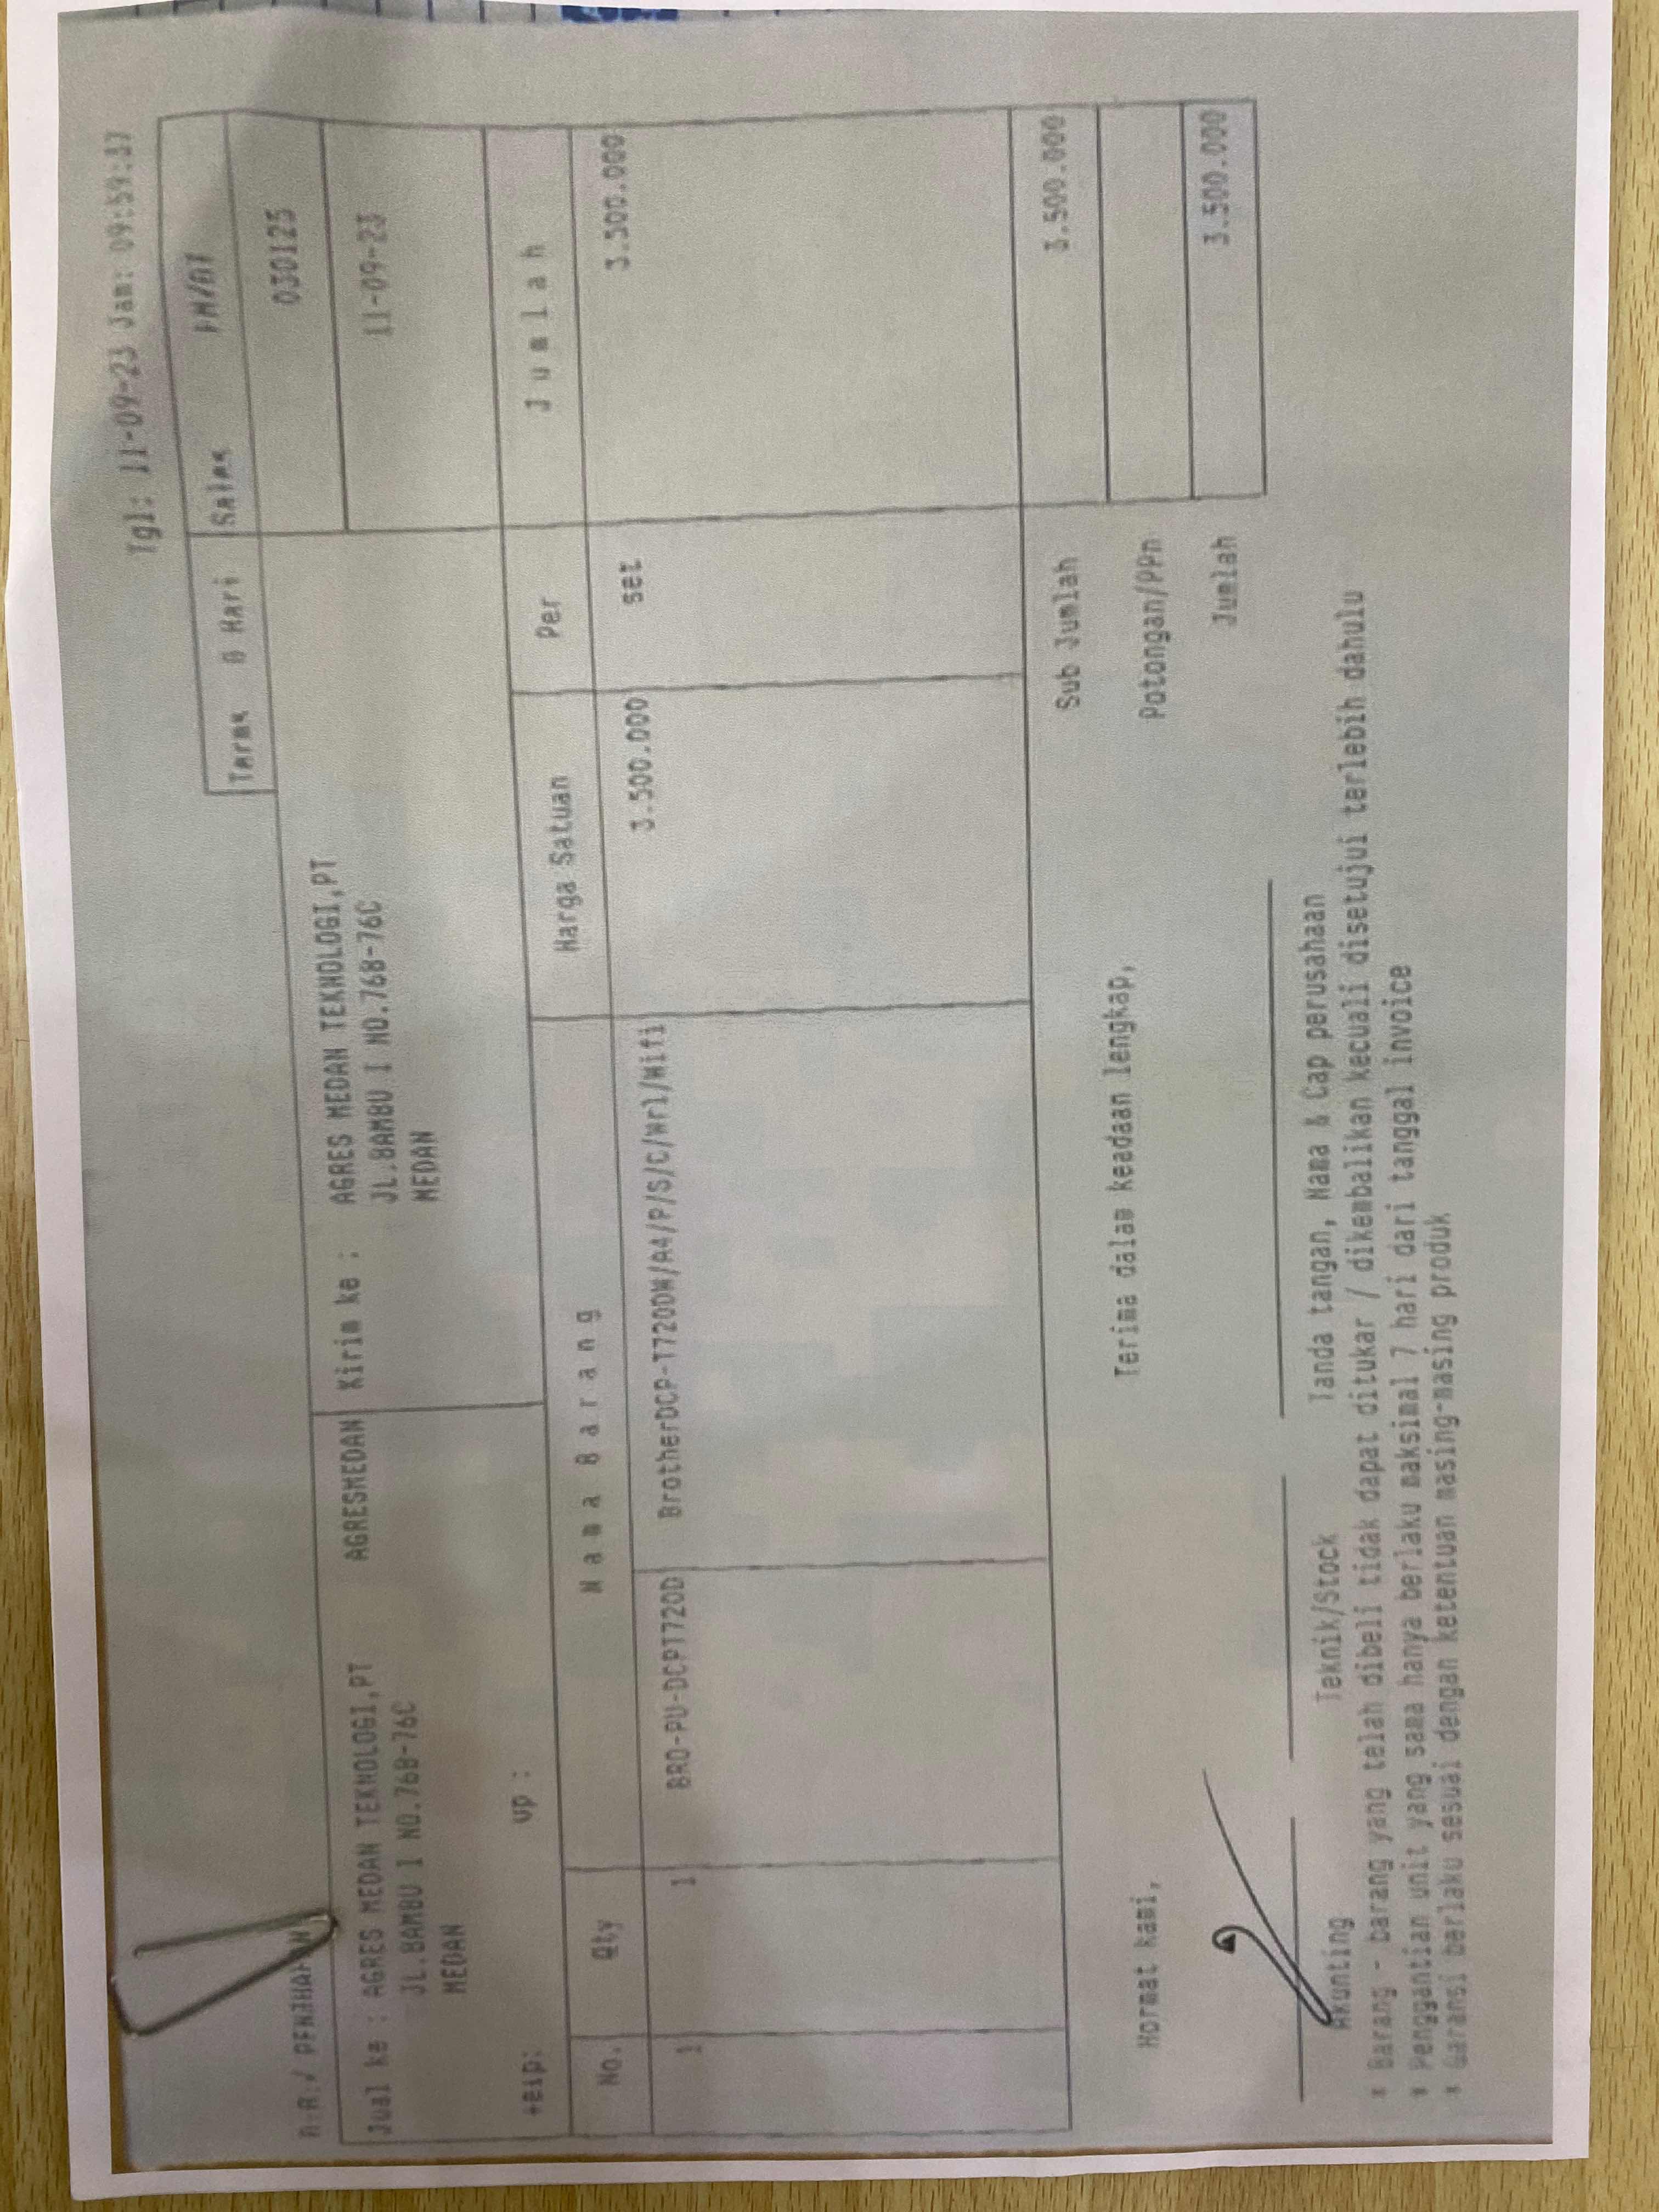 Tgl: 11-09-23 Jam: 09:59:37
Term 0 Hari Sales
030125
11-09-23
Jual ke : AGRES MEDAN TEKNOLOGI,PT AGRESMEDAN
JL.BAMBU I NO.76B-76C
MEDAN
up :
Kirim ke : AGRES MEDAN TEKNOLOGI,PT
JL.BAMBU I NO.76B-76C
MEDAN
No. Qty Nama Barang Harga Satuan Per Jumlah
1 1 BRO-PU-DCPT720D BrotherDCP-T720DW/A4/P/S/C/Wrl/Wifi 3.500.000 set 3.500.000
Sub Jumlah 3.500.000
Potongan/PPn
Jumlah 3.500.000
Hormat kami,
Terima dalam keadaan lengkap,
Akunting Teknik/Stock Tanda tangan, Nama & Cap perusahaan
* Barang - barang yang telah dibeli tidak dapat ditukar / dikembalikan kecuali disetujui terlebih dahulu
* Penggantian unit yang sama hanya berlaku maksimal 7 hari dari tanggal invoice
* Garansi berlaku sesuai dengan ketentuan masing-masing produk